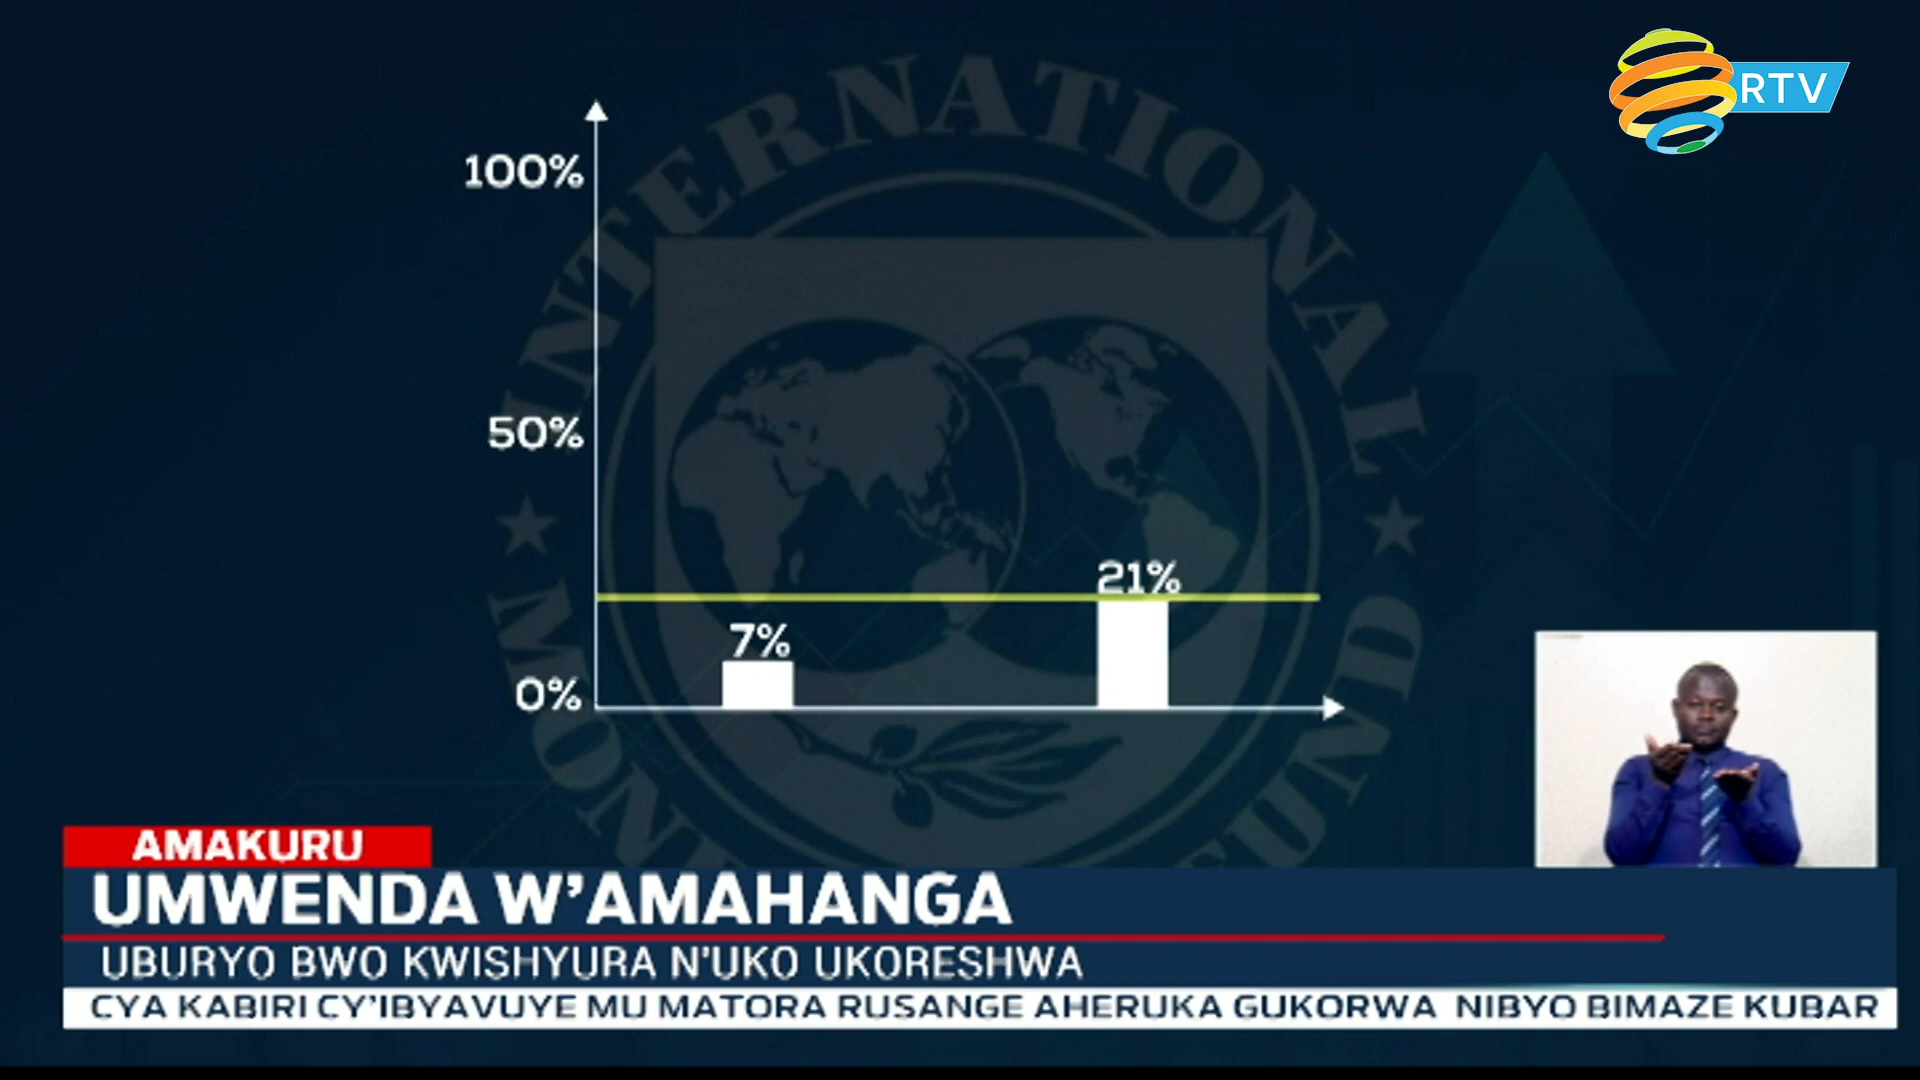 RTV
INTERNATIONAL
MON FUND
100%
50%
0%
7%
21%
AMAKURU
UMWENDA W'AMAHANGA
UBURYO BWO KWISHYURA N'UKO UKORESHWA
CYA KABIRI CY'IBYAVUYE MU MATORA RUSANGE AHERUKA GUKORWA NIBYO BIMAZE KUBAR